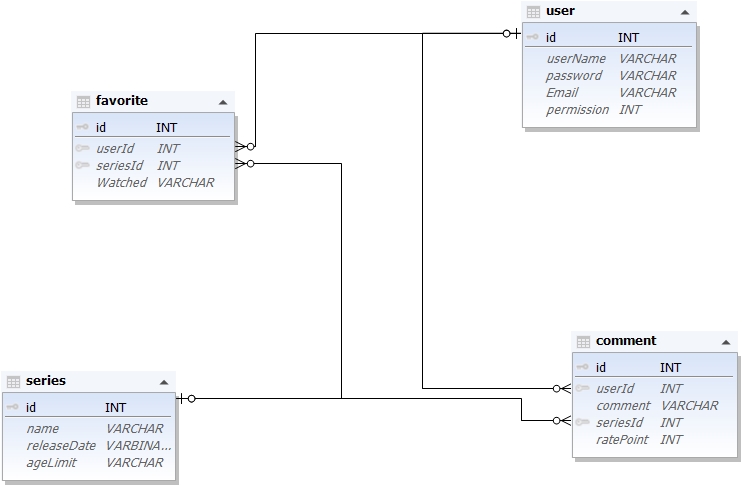 user
id INT
userName VARCHAR
password VARCHAR
Email VARCHAR
permission INT
favorite
id INT
userId INT
seriesId INT
Watched VARCHAR
series
id INT
name VARCHAR
releaseDate VARBINA...
ageLimit VARCHAR
comment
id INT
userId INT
comment VARCHAR
seriesId INT
ratePoint INT